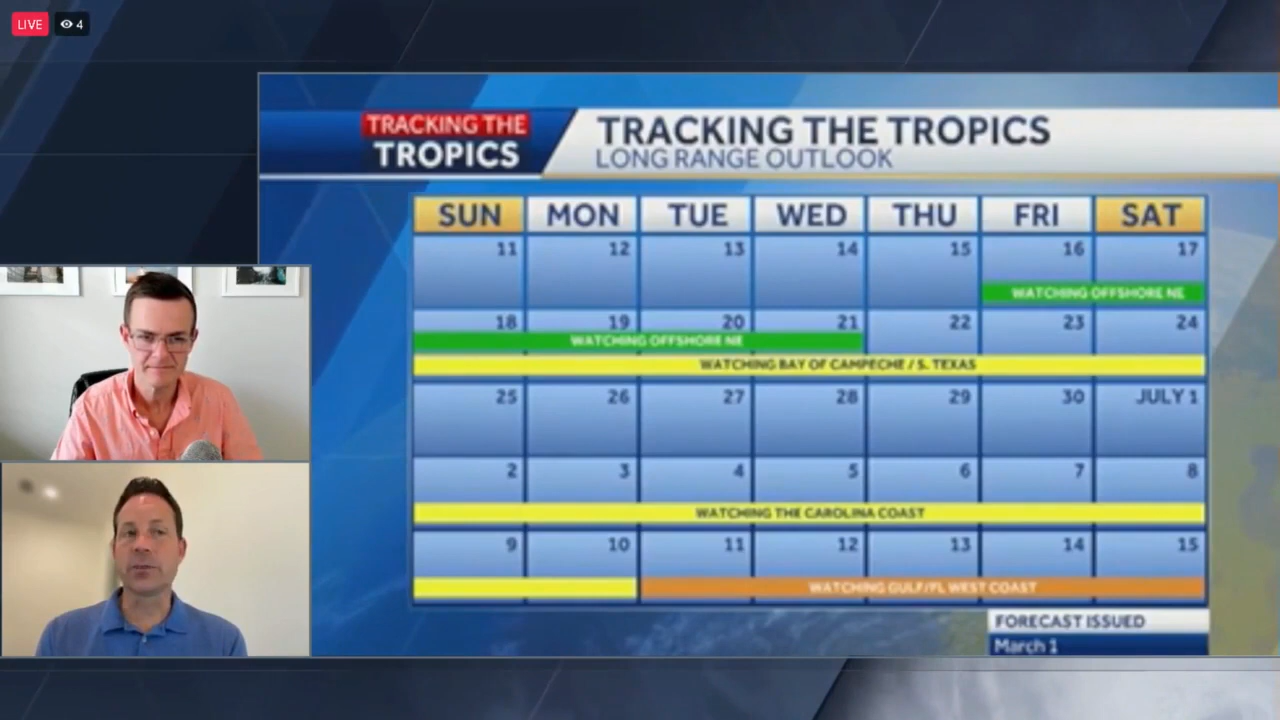 LIVE 4
TRACKING THE
TROPICS
TRACKING THE TROPICS
LONG RANGE OUTLOOK
SUN MON TUE WED THU FRI SAT
11 12 13 14 15 16 17
WATCHING OFFSHORE NE
18 19 20 21 22 23 24
WATCHING OFFSHORE NE
WATCHING BAY OF CAMPECHE / S. TEXAS
25 26 27 28 29 30 JULY 1
2 3 4 5 6 7 8
WATCHING THE CAROLINA COAST
9 10 11 12 13 14 15
WATCHING GULF/FL WEST COAST
FORECAST ISSUED
March 1